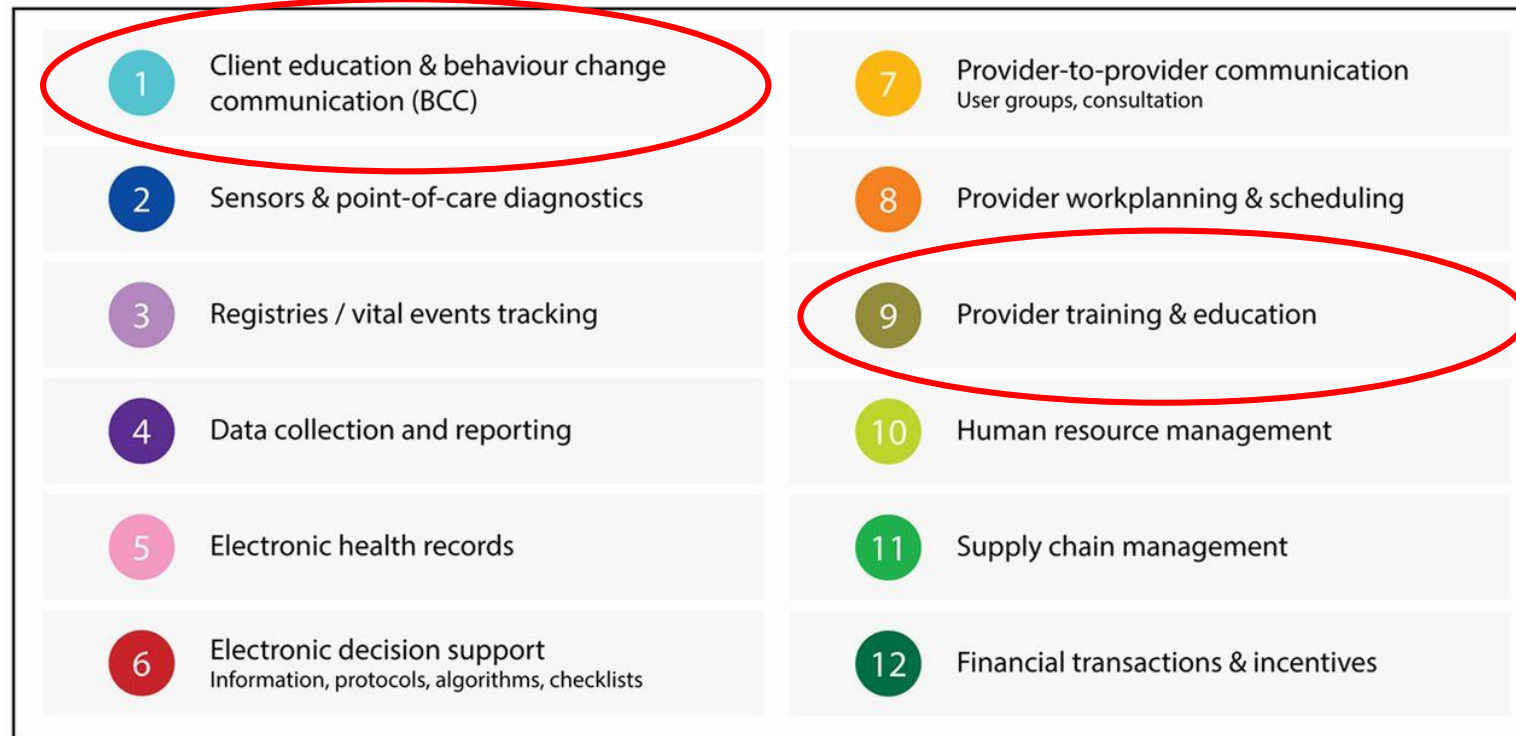 1
Client education & behaviour change
communication (BCC)
2
Sensors & point-of-care diagnostics
3
Registries / vital events tracking
4
Data collection and reporting
5
Electronic health records
6
Electronic decision support
Information, protocols, algorithms, checklists
7
Provider-to-provider communication
User groups, consultation
8
Provider workplanning & scheduling
9
Provider training & education
10
Human resource management
11
Supply chain management
12
Financial transactions & incentives